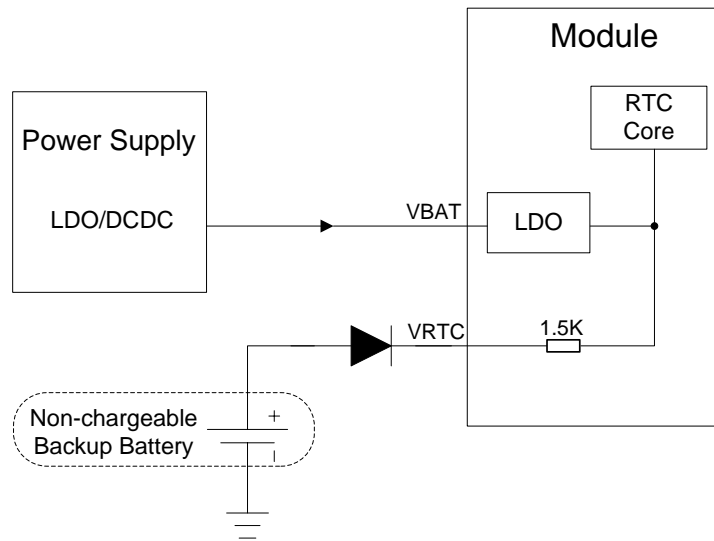 Module
RTC
Core
Power Supply
LDO/DCDC
VBAT
LDO
VRTC
1.5K
Non-chargeable
Backup Battery
+
-